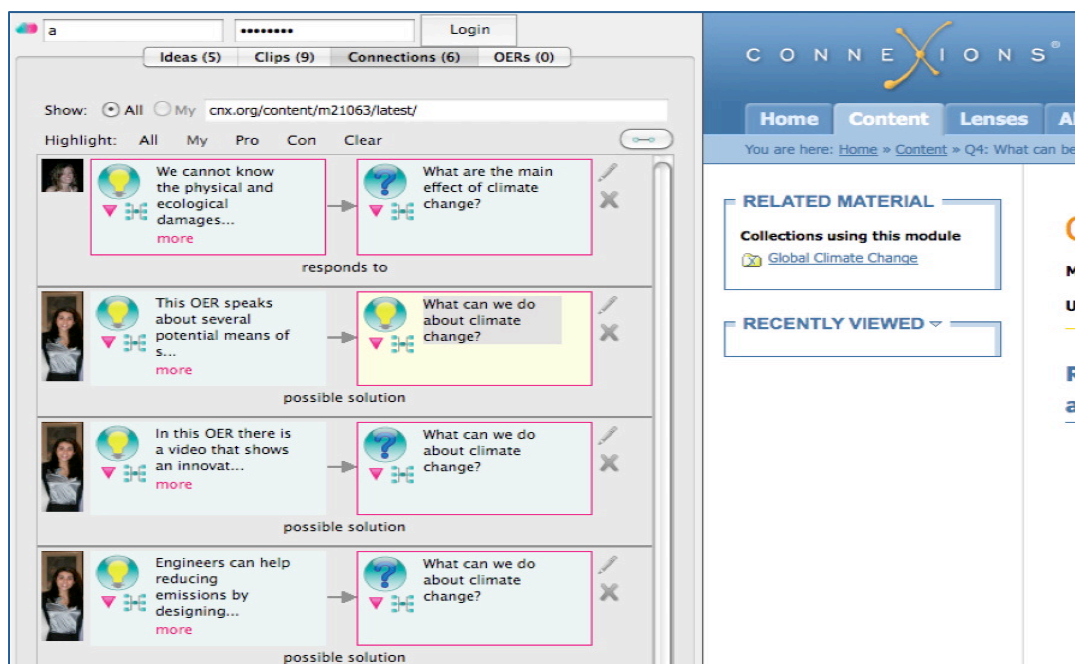 a
•••••••• Login
Ideas (5) Clips (9) Connections (6) OERs (0)
Show: All My cnx.org/content/m21063/latest/
Highlight: All My Pro Con Clear
We cannot know
the physical and
ecological
damages...
more
What are the main
effect of climate
change?
responds to
This OER speaks
about several
potential means of
s...
more
What can we do
about climate
change?
possible solution
In this OER there is
a video that shows
an innovat...
more
What can we do
about climate
change?
possible solution
Engineers can help
reducing
emissions by
designing...
more
What can we do
about climate
change?
possible solution
CONNEXIONS®
Home Content Lenses
You are here: Home » Content » Q4: What can be
RELATED MATERIAL
Collections using this module
Global Climate Change
RECENTLY VIEWED